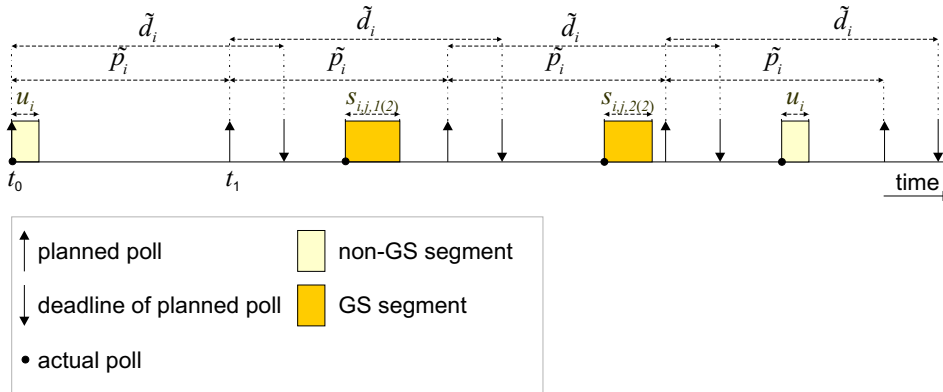 d̃i d̃i d̃i d̃i
p̃i p̃i p̃i p̃i
ui si,j,1(2) si,j,2(2) ui
t0 t1 time
planned poll non-GS segment
deadline of planned poll GS segment
actual poll